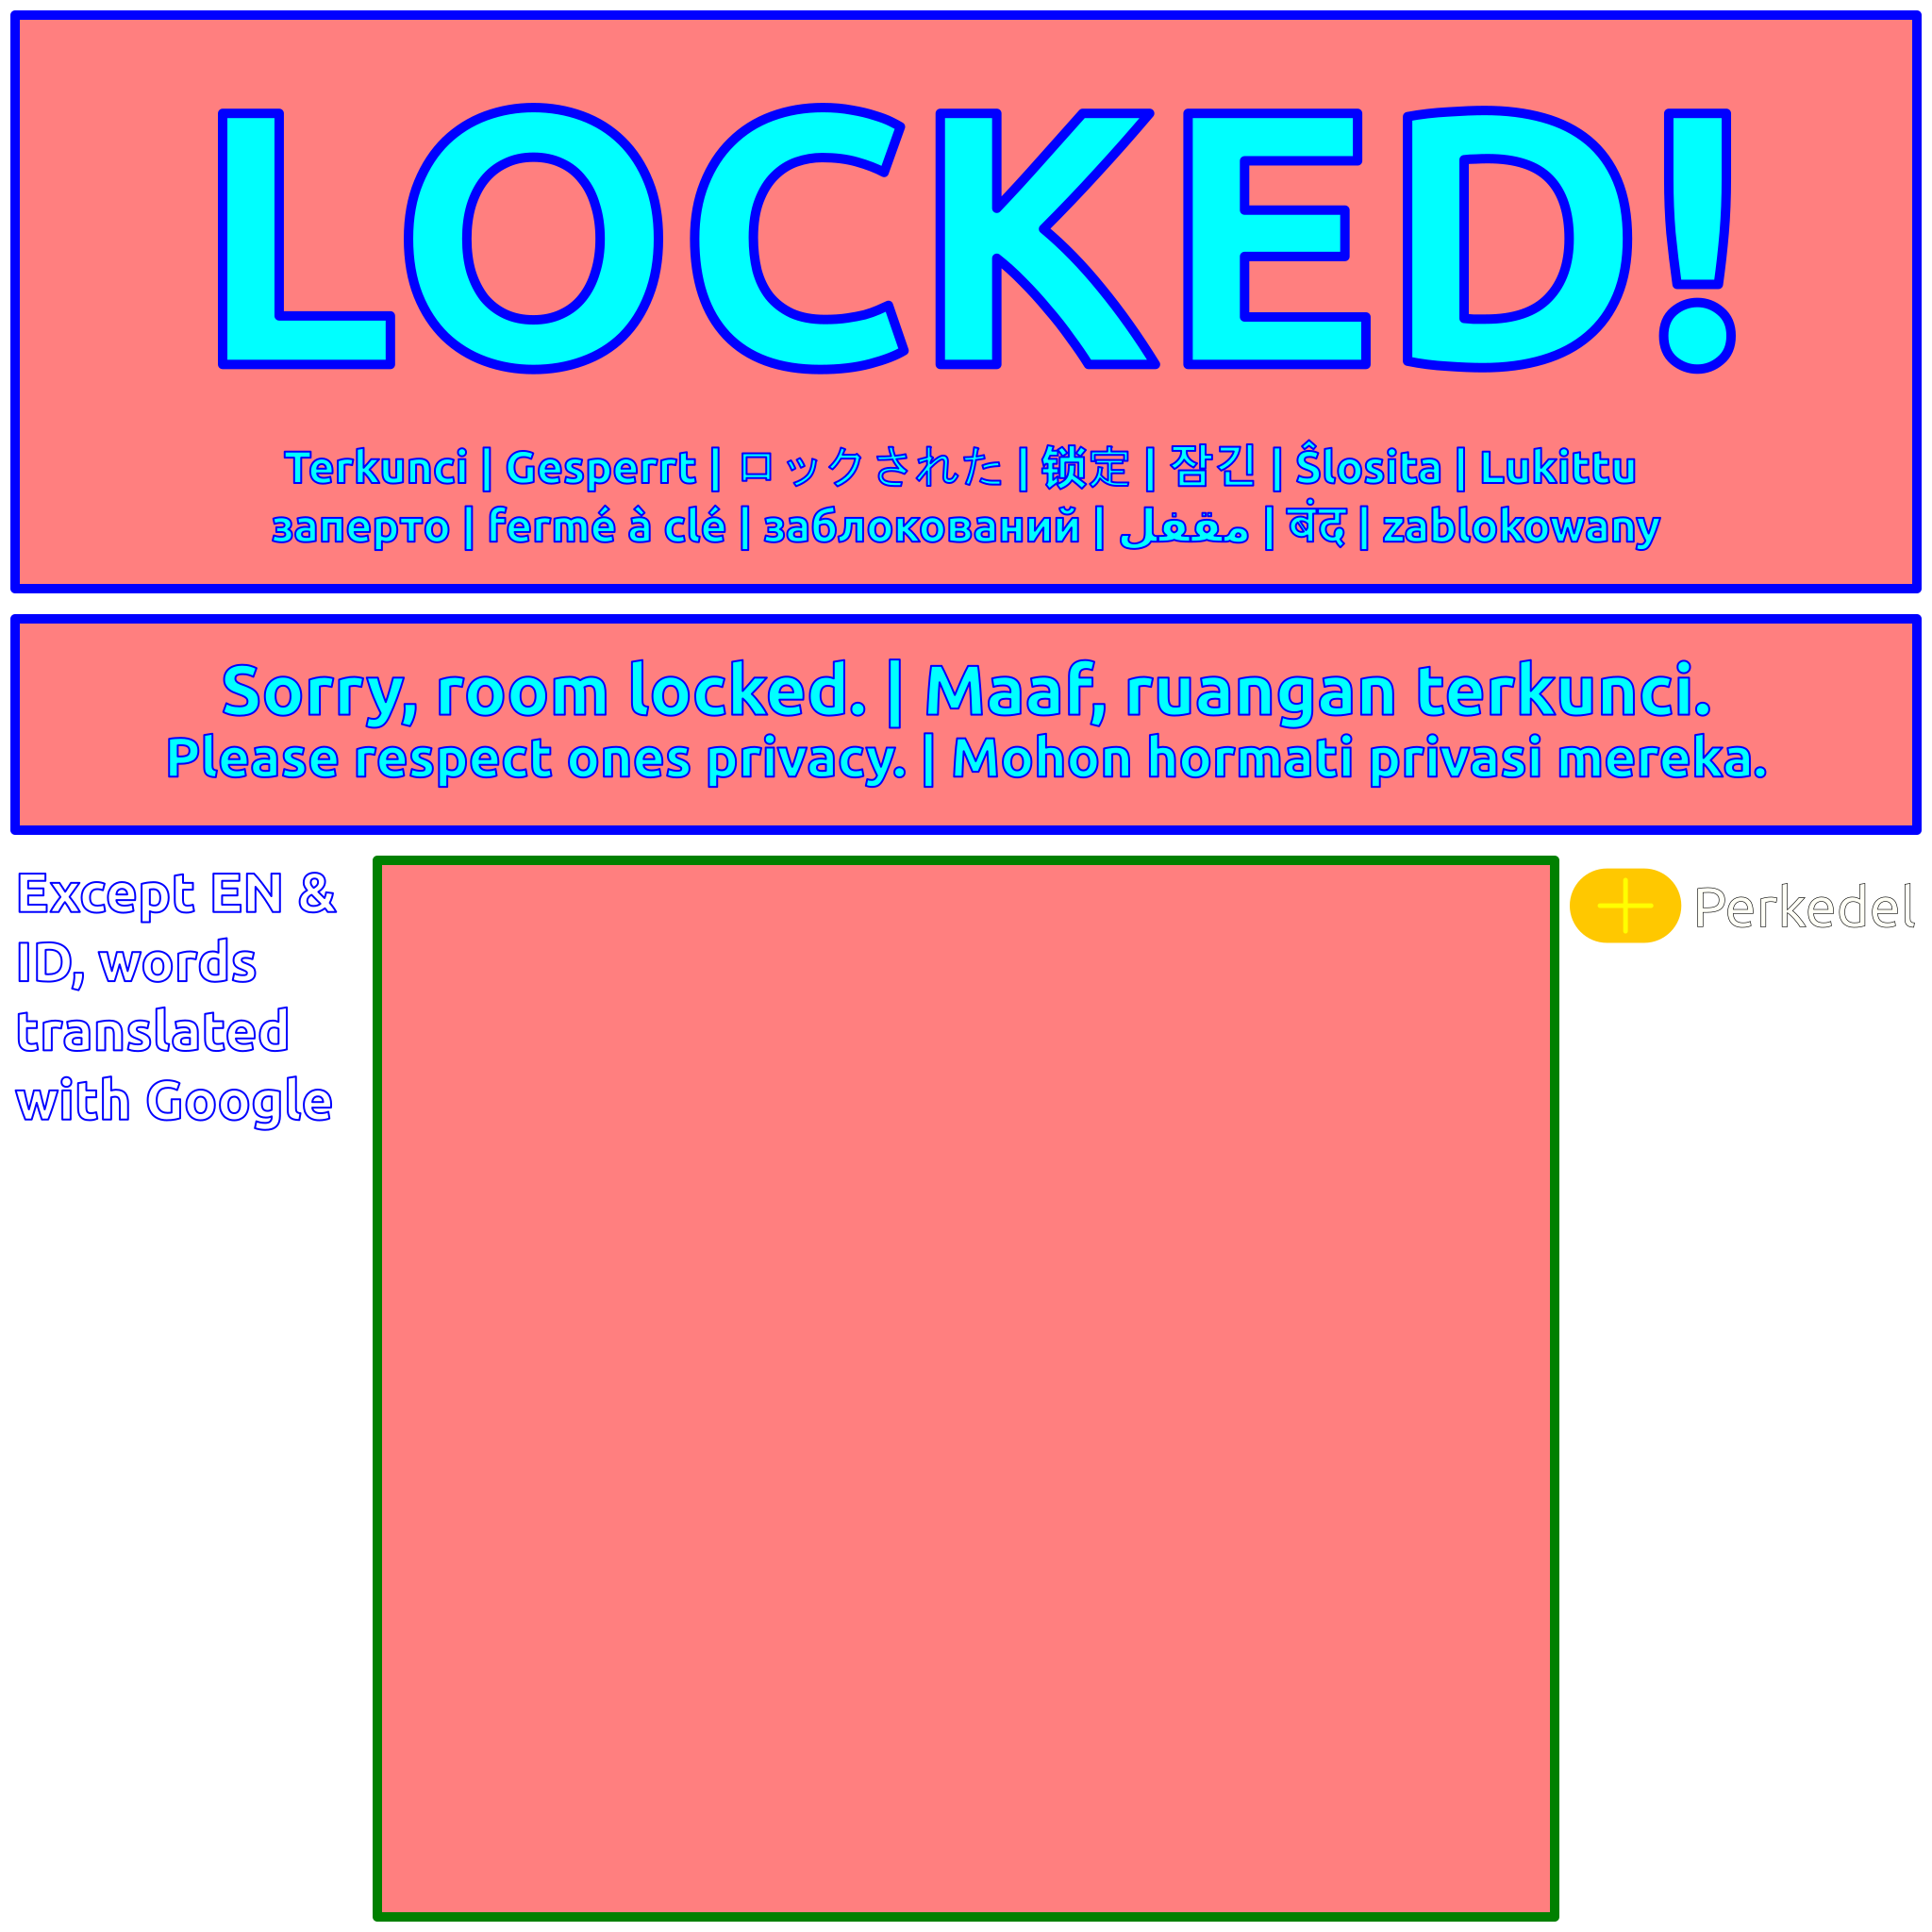 LOCKED!
Terkunci | Gesperrt | ロックされた | 锁定 | 잠긴 | Ŝlosita | Lukittu
заперто | fermé à clé | заблокований | مقفل | बंद | zablokowany
Sorry, room locked. | Maaf, ruangan terkunci.
Please respect ones privacy. | Mohon hormati privasi mereka.
Except EN &
ID, words
translated
with Google
Perkedel